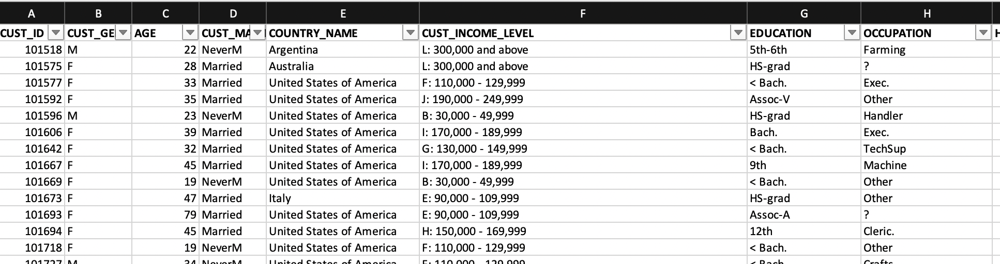 A B C D E F G H
CUST_ID CUST_GE AGE CUST_MA COUNTRY_NAME CUST_INCOME_LEVEL EDUCATION OCCUPATION
101518 M 22 NeverM Argentina L: 300,000 and above 5th-6th Farming
101575 F 28 Married Australia L: 300,000 and above HS-grad ?
101577 F 33 Married United States of America F: 110,000 - 129,999 < Bach. Exec.
101592 F 35 Married United States of America J: 190,000 - 249,999 Assoc-V Other
101596 M 23 NeverM United States of America B: 30,000 - 49,999 HS-grad Handler
101606 F 39 Married United States of America I: 170,000 - 189,999 Bach. Exec.
101642 F 32 Married United States of America G: 130,000 - 149,999 < Bach. TechSup
101667 F 45 Married United States of America I: 170,000 - 189,999 9th Machine
101669 F 19 NeverM United States of America B: 30,000 - 49,999 < Bach. Other
101673 F 47 Married Italy E: 90,000 - 109,999 HS-grad Other
101693 F 79 Married United States of America E: 90,000 - 109,999 Assoc-A ?
101694 F 45 Married United States of America H: 150,000 - 169,999 12th Cleric.
101718 F 19 NeverM United States of America F: 110,000 - 129,999 < Bach. Other
101727 M 34 NeverM United States of America 110,000 - 129,999 < Bach. Crafts